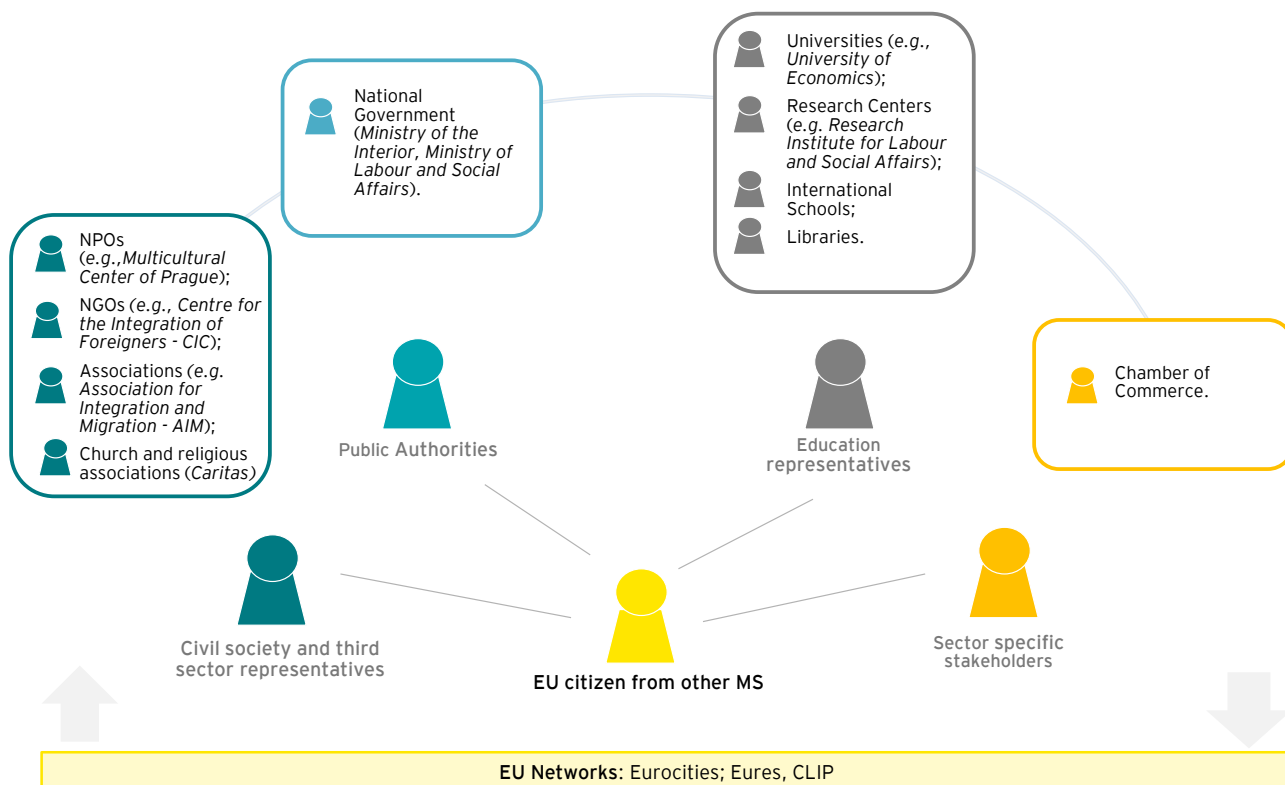 Universities (e.g.,
University of
Economics);
Research Centers
(e.g. Research
Institute for Labour
and Social Affairs);
International
Schools;
Libraries.
National
Government
(Ministry of the
Interior, Ministry of
Labour and Social
Affairs).
NPOs
(e.g.,Multicultural
Center of Prague);
NGOs (e.g., Centre for
the Integration of
Foreigners - CIC);
Associations (e.g.
Association for
Integration and
Migration - AIM);
Church and religious
associations (Caritas)
Chamber of
Commerce.
Public Authorities
Education
representatives
Civil society and third
sector representatives
Sector specific
stakeholders
EU citizen from other MS
EU Networks: Eurocities; Eures, CLIP